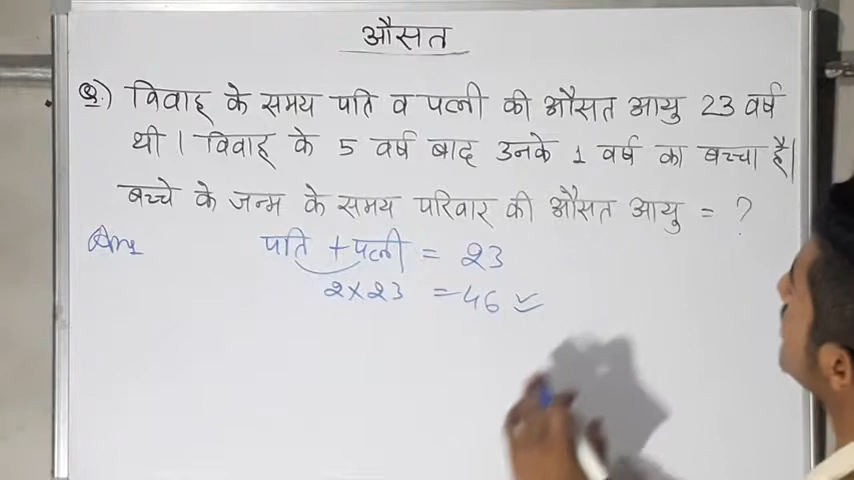 औसत
Q.) विवाह के समय पति व पत्नी की औसत आयु 23 वर्ष
थी । विवाह के 5 वर्ष बाद उनके 1 वर्ष का बच्चा है।
बच्चे के जन्म के समय परिवार की औसत आयु = ?
Ans पति + पत्नी = 23
2×23 = 46